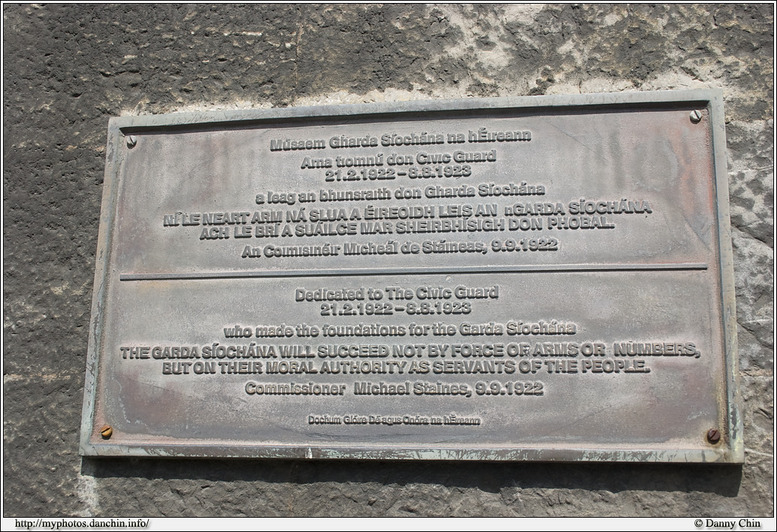 Músaem Gharda Síochána na hÉireann
Arna tiomnú don Civic Guard
21.2.1922 – 8.8.1923
a leag an bhunsraith don Gharda Síochána
NÍ LE NEART ARM NÁ SLUA A ÉIREOIDH LEIS AN nGARDA SÍOCHÁNA
ACH LE BRÍ A SUÁILCE MAR SHEIRBHÍSIGH DON PHOBAL.
An Coimisinéir Mícheál de Stáineas, 9.9.1922
Dedicated to The Civic Guard
21.2.1922 – 8.8.1923
who made the foundations for the Garda Síochána
THE GARDA SÍOCHÁNA WILL SUCCEED NOT BY FORCE OF ARMS OR NUMBERS,
BUT ON THEIR MORAL AUTHORITY AS SERVANTS OF THE PEOPLE.
Commissioner Michael Staines, 9.9.1922
Dochum Glóire Dé agus Onóra na hÉireann
http://myphotos.danchin.info/
© Danny Chin